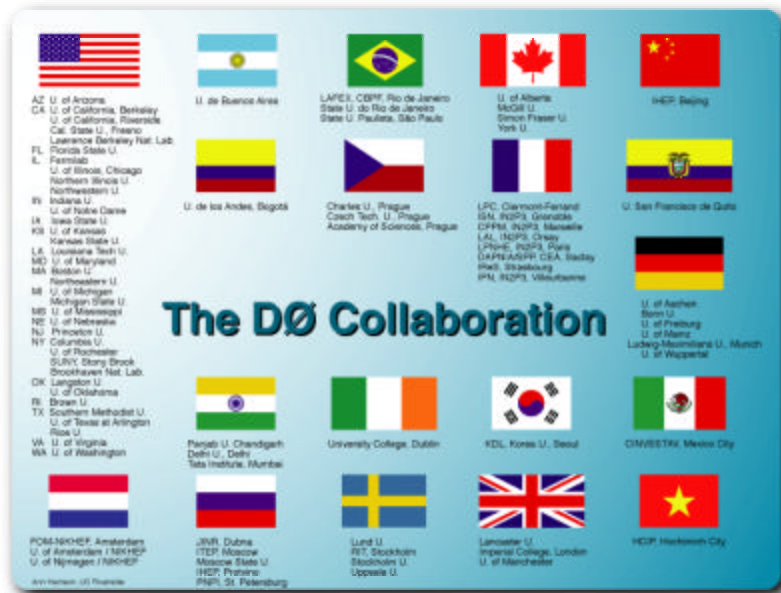 AZ U. of Arizona
CA U. of California, Berkeley
U. of California, Riverside
Cal. State U., Fresno
Lawrence Berkeley Nat. Lab.
FL Florida State U.
IL Fermilab
U. of Illinois, Chicago
Northern Illinois U.
Northwestern U.
IN Indiana U.
U. of Notre Dame
IA Iowa State U.
KS U. of Kansas
Kansas State U.
LA Louisiana Tech U.
MD U. of Maryland
MA Boston U.
Northeastern U.
MI U. of Michigan
Michigan State U.
MS U. of Mississippi
NE U. of Nebraska
NJ Princeton U.
NY Columbia U.
U. of Rochester
SUNY, Stony Brook
Brookhaven Nat. Lab.
OK Langston U.
U. of Oklahoma
RI Brown U.
TX Southern Methodist U.
U. of Texas at Arlington
Rice U.
VA U. of Virginia
WA U. of Washington
U. de Buenos Aires
LAFEX, CBPF, Rio de Janeiro
State U. do Rio de Janeiro
State U. Paulista, São Paulo
U. of Alberta
McGill U.
Simon Fraser U.
York U.
IHEP, Beijing
U. de los Andes, Bogotá
Charles U., Prague
Czech Tech. U., Prague
Academy of Sciences, Prague
LPC, Clermont-Ferrand
ISN, IN2P3, Grenoble
CPPM, IN2P3, Marseille
LAL, IN2P3, Orsay
LPNHE, IN2P3, Paris
DAPNIA/SPP, CEA, Saclay
IReS, Strasbourg
IPN, IN2P3, Villeurbanne
U. San Francisco de Quito
U. of Aachen
Bonn U.
U. of Freiburg
U. of Mainz
Ludwig-Maximilians U., Munich
U. of Wuppertal
The DØ Collaboration
Panjab U. Chandigarh
Delhi U., Delhi
Tata Institute, Mumbai
University College, Dublin
KDL, Korea U., Seoul
CINVESTAV, Mexico City
FOM-NIKHEF, Amsterdam
U. of Amsterdam / NIKHEF
U. of Nijmegen / NIKHEF
JINR, Dubna
ITEP, Moscow
Moscow State U.
IHEP, Protvino
PNPI, St. Petersburg
Lund U.
RIT, Stockholm
Stockholm U.
Uppsala U.
Lancaster U.
Imperial College, London
U. of Manchester
HCIP, Hochiminh City
Ann Heinson, UC Riverside